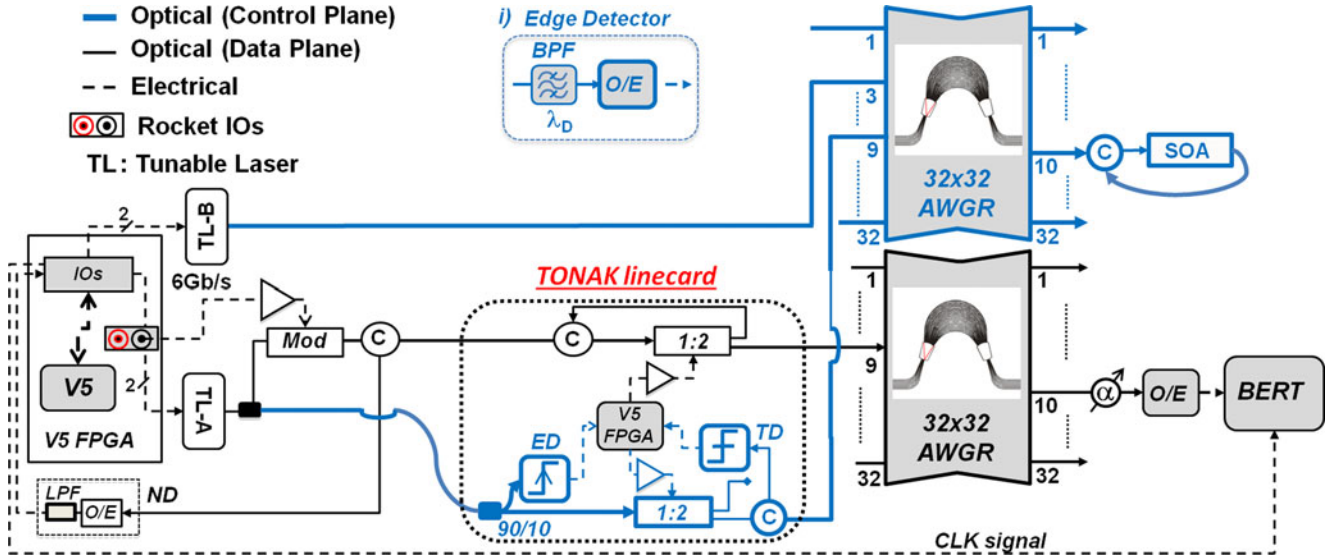 Optical (Control Plane)
Optical (Data Plane)
Electrical
Rocket IOs
TL: Tunable Laser
i) Edge Detector
BPF
O/E
λD
1
3
9
32
32x32
AWGR
1
10
32
C
SOA
2
TL-B
6Gb/s
IOs
V5
2
V5 FPGA
TL-A
Mod
C
LPF
O/E
ND
TONAK linecard
C
1:2
V5
FPGA
ED
TD
90/10
1:2
C
1
9
32
32x32
AWGR
1
10
32
α
O/E
BERT
CLK signal